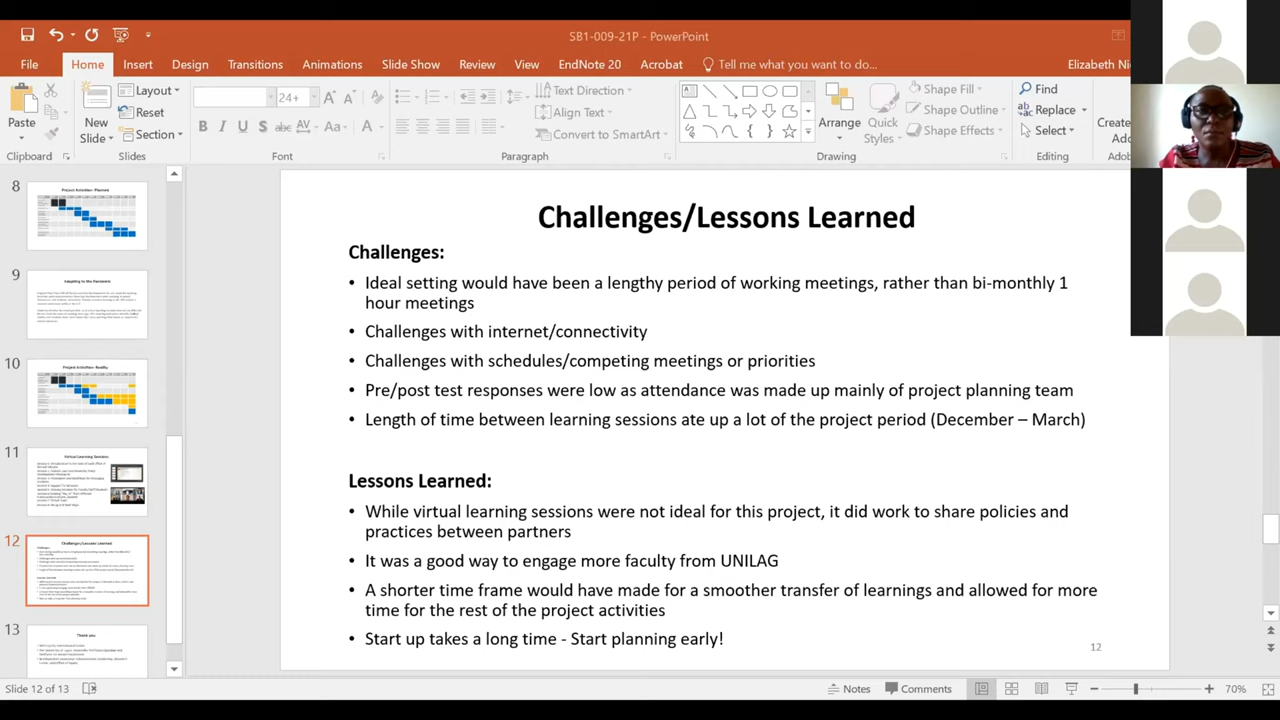 SB1-009-21P - PowerPoint
File Home Insert Design Transitions Animations Slide Show Review View EndNote 20 Acrobat Tell me what you want to do... Elizabeth Ni
Paste
Clipboard
New
Slide
Layout
Reset
Section
Slides
24+
B I U S abc AV Aa A
Font
Text Direction
Align Text
Convert to SmartArt
Paragraph
Arrange
Quick
Styles
Shape Fill
Shape Outline
Shape Effects
Drawing
Find
Replace
Select
Editing
Create
Ado
Adob
8
Project Activities- Planned
9
Adapting to the Pandemic
10
Project Activities- Reality
11
Virtual Learning Sessions
12
Challenges/Lessons Learned
13
Thank you
Challenges/Lessons Learned
Challenges:
• Ideal setting would have been a lengthy period of working meetings, rather than bi-monthly 1
hour meetings
• Challenges with internet/connectivity
• Challenges with schedules/competing meetings or priorities
• Pre/post test responses were low as attendance was made up mainly of project planning team
• Length of time between learning sessions ate up a lot of the project period (December – March)
Lessons Learned:
• While virtual learning sessions were not ideal for this project, it did work to share policies and
practices between partners
• It was a good way to engage more faculty from UNILAG
• A shorter time frame would have made for a smoother transfer of learnings and allowed for more
time for the rest of the project activities
• Start up takes a long time - Start planning early!
12
Slide 12 of 13
Notes
Comments
70%